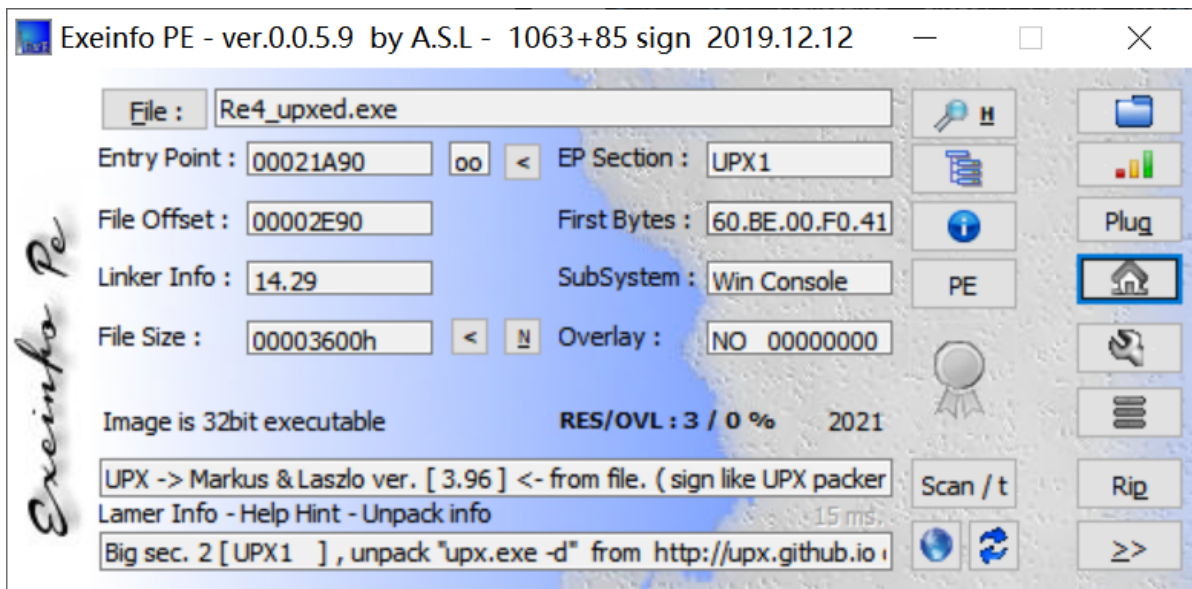 Exeinfo PE - ver.0.0.5.9 by A.S.L - 1063+85 sign 2019.12.12
File : Re4_upxed.exe H
Entry Point : 00021A90 oo < EP Section : UPX1
File Offset : 00002E90 First Bytes : 60.BE.00.F0.41 Plug
Linker Info : 14.29 SubSystem : Win Console PE
File Size : 00003600h < N Overlay : NO 00000000
Image is 32bit executable RES/OVL : 3 / 0 % 2021
UPX -> Markus & Laszlo ver. [ 3.96 ] <- from file. ( sign like UPX packer Scan / t Rip
Lamer Info - Help Hint - Unpack info 15 ms.
Big sec. 2 [ UPX1 ] , unpack "upx.exe -d" from http://upx.github.io >>
Exeinfo Pe